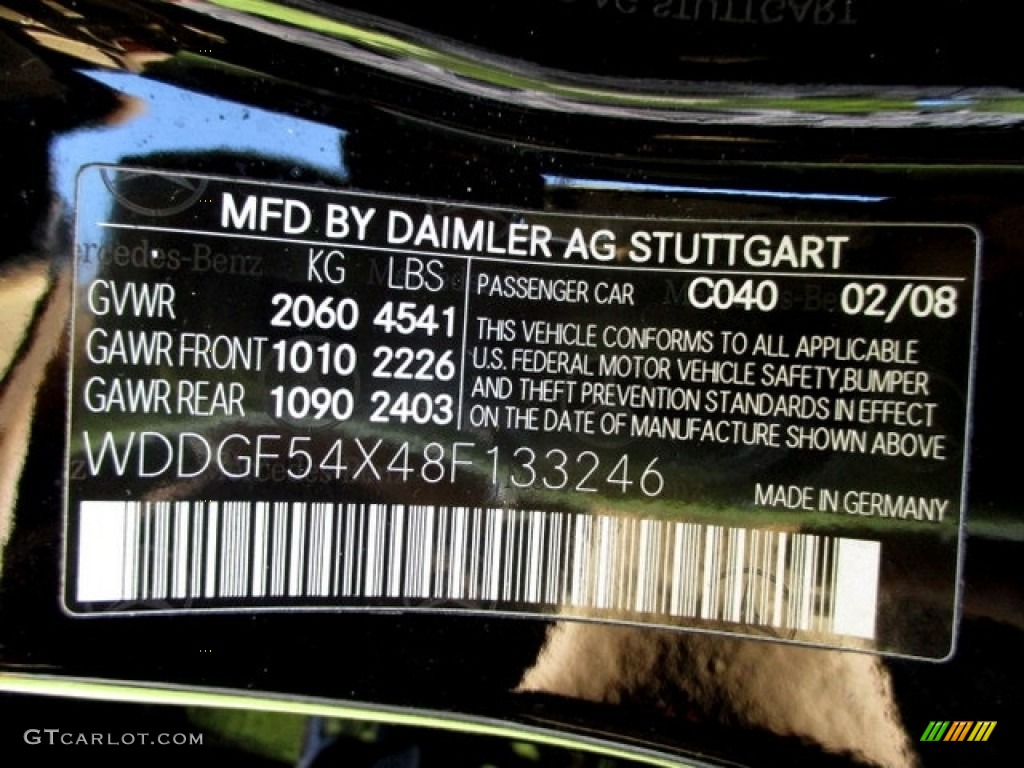 MFD BY DAIMLER AG STUTTGART
KG LBS
GVWR 2060 4541
GAWR FRONT 1010 2226
GAWR REAR 1090 2403
PASSENGER CAR C040 02/08
THIS VEHICLE CONFORMS TO ALL APPLICABLE
U.S. FEDERAL MOTOR VEHICLE SAFETY,BUMPER
AND THEFT PREVENTION STANDARDS IN EFFECT
ON THE DATE OF MANUFACTURE SHOWN ABOVE
WDDGF54X48F133246
MADE IN GERMANY
GTCARLOT.COM